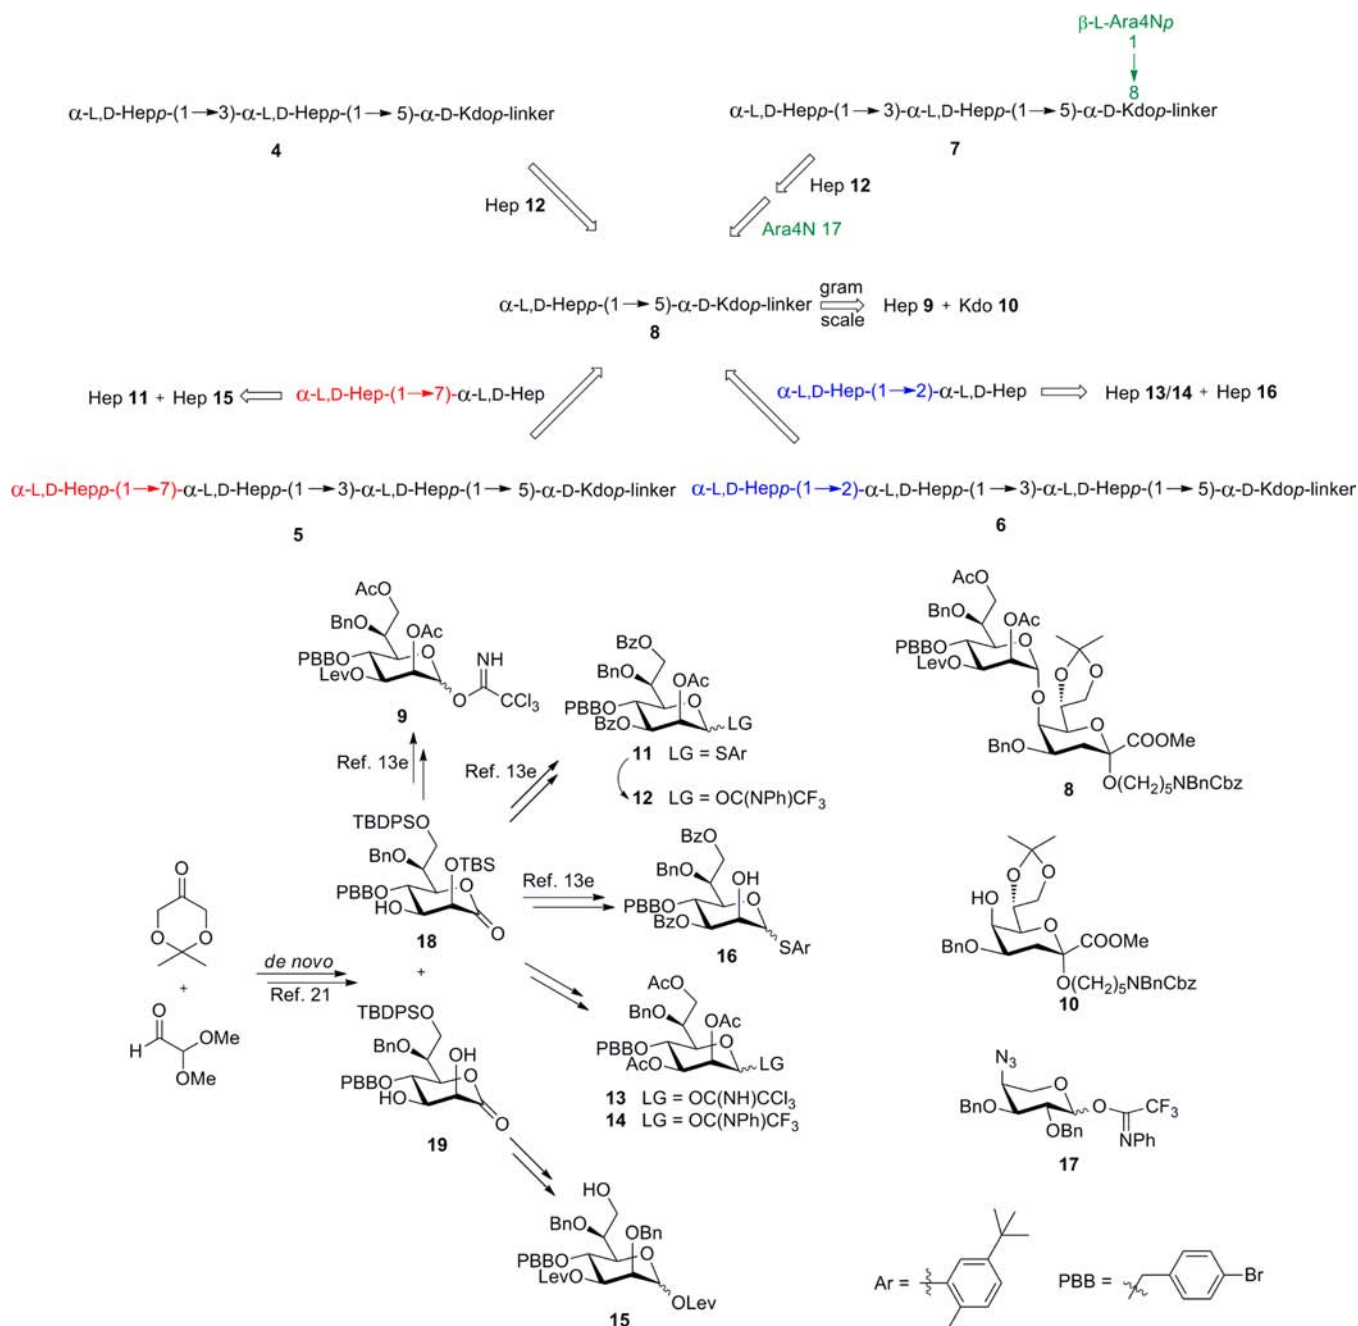 β-L-Ara4Np
1
8
α-L,D-Hepp-(1→3)-α-L,D-Hepp-(1→5)-α-D-Kdop-linker
4
α-L,D-Hepp-(1→3)-α-L,D-Hepp-(1→5)-α-D-Kdop-linker
7
Hep 12
Hep 12
Ara4N 17
α-L,D-Hepp-(1→5)-α-D-Kdop-linker
8
gram
scale
Hep 9 + Kdo 10
Hep 11 + Hep 15
α-L,D-Hep-(1→7)-α-L,D-Hep
α-L,D-Hep-(1→2)-α-L,D-Hep
Hep 13/14 + Hep 16
α-L,D-Hepp-(1→7)-α-L,D-Hepp-(1→3)-α-L,D-Hepp-(1→5)-α-D-Kdop-linker
5
α-L,D-Hepp-(1→2)-α-L,D-Hepp-(1→3)-α-L,D-Hepp-(1→5)-α-D-Kdop-linker
6
AcO
BnO
OAc
O
PBBO
LevO
NH
O
CCl3
9
Ref. 13e
BzO
BnO
OAc
O
PBBO
BzO
LG
11 LG = SAr
12 LG = OC(NPh)CF3
Ref. 13e
AcO
BnO
OAc
O
PBBO
LevO
O
O
O
O
BnO
COOMe
O(CH2)5NBnCbz
8
TBDPSO
BnO
OTBS
O
PBBO
HO
O
18
+
Ref. 13e
BzO
BnO
OH
O
PBBO
BzO
SAr
16
O
O
O
+
O
H
OMe
OMe
de novo
Ref. 21
TBDPSO
BnO
OH
O
PBBO
HO
O
19
AcO
BnO
OAc
O
PBBO
AcO
LG
13 LG = OC(NH)CCl3
14 LG = OC(NPh)CF3
O
O
HO
O
BnO
COOMe
O(CH2)5NBnCbz
10
N3
O
BnO
OBn
O
CF3
NPh
17
HO
BnO
OBn
O
PBBO
LevO
OLev
15
Ar =
PBB =
Br